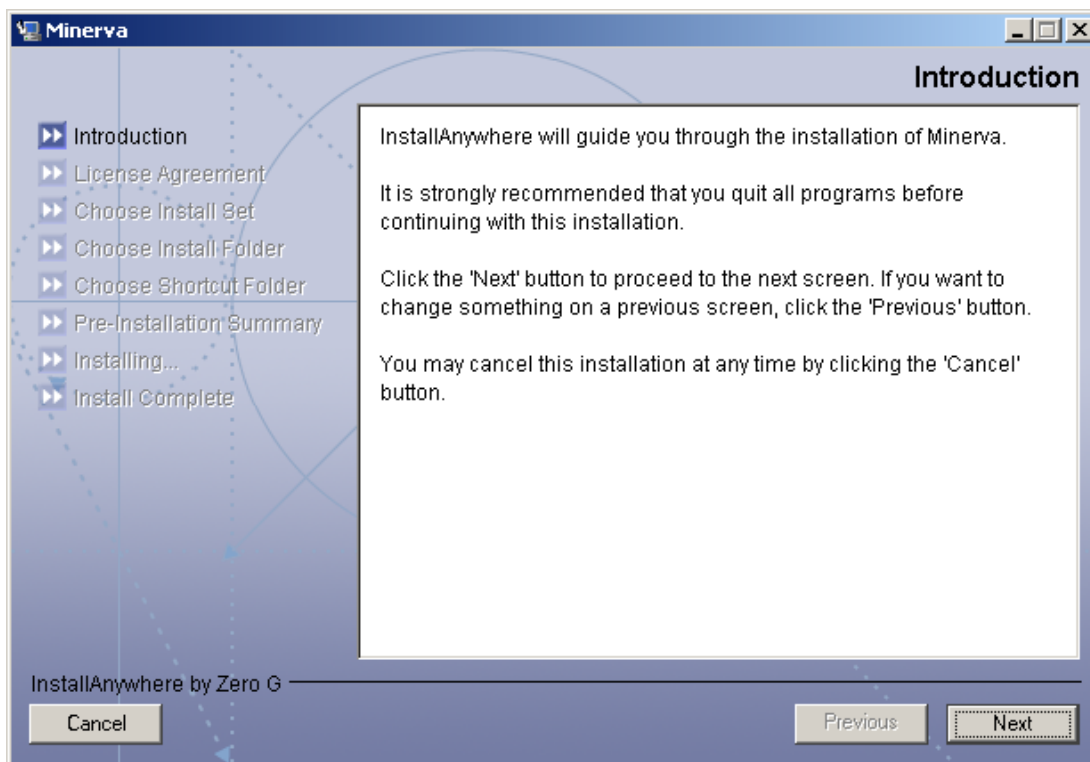 Minerva
Introduction
Introduction
License Agreement
Choose Install Set
Choose Install Folder
Choose Shortcut Folder
Pre-Installation Summary
Installing...
Install Complete
InstallAnywhere will guide you through the installation of Minerva.
It is strongly recommended that you quit all programs before
continuing with this installation.
Click the 'Next' button to proceed to the next screen. If you want to
change something on a previous screen, click the 'Previous' button.
You may cancel this installation at any time by clicking the 'Cancel'
button.
InstallAnywhere by Zero G
Cancel
Previous
Next